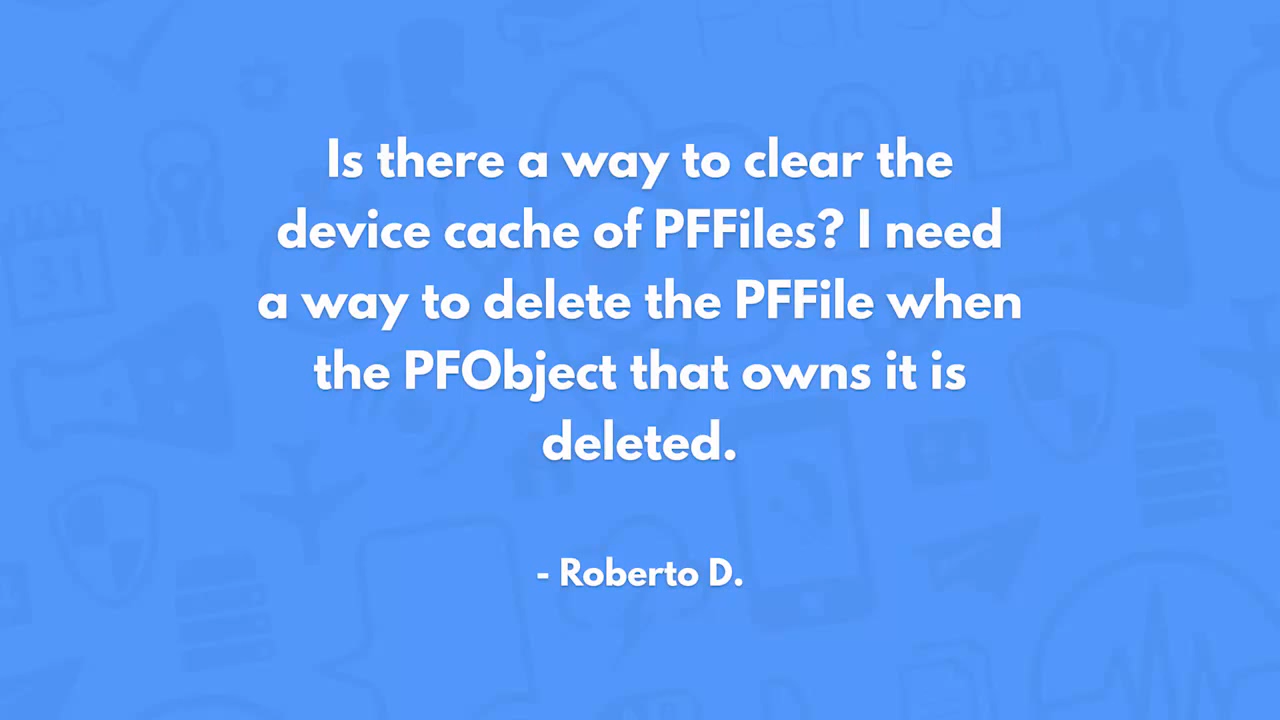 Is there a way to clear the
device cache of PFFiles? I need
a way to delete the PFFile when
the PFObject that owns it is
deleted.
- Roberto D.